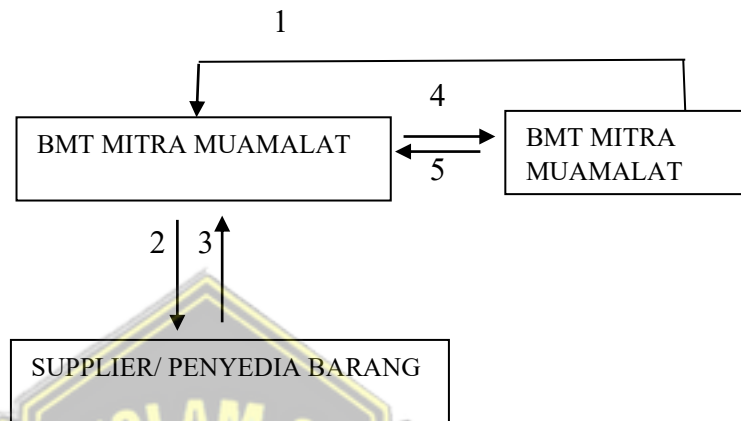 1
4
BMT MITRA MUAMALAT
BMT MITRA
MUAMALAT
5
2 3
SUPPLIER/ PENYEDIA BARANG